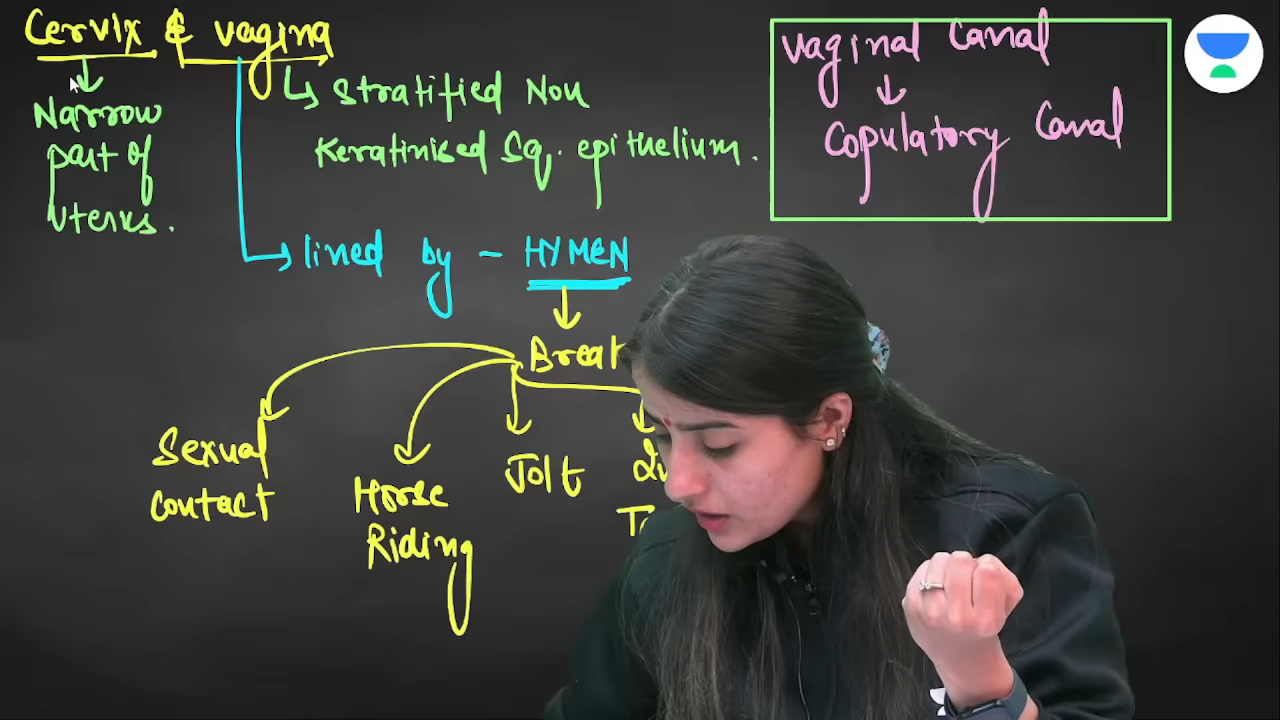 Cervix & vagina
Narrow
part of
uterus.
Stratified Non
Keratinised Sq. epithelium.
lined by - HYMEN
Sexual
contact
Horse
Riding
Jolt
vaginal Canal
Copulatory Canal